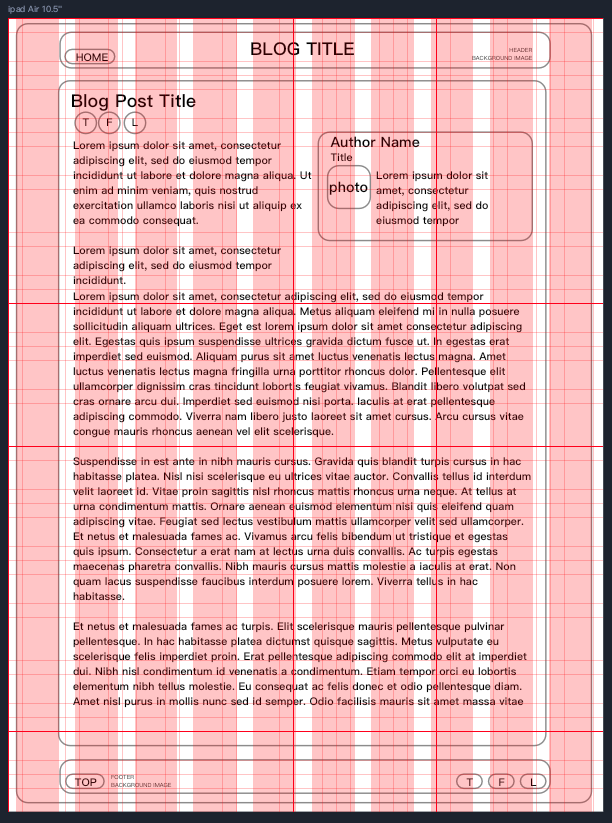 ipad Air 10.5"
HOME
BLOG TITLE
HEADER
BACKGROUND IMAGE
Blog Post Title
T F L
Lorem ipsum dolor sit amet, consectetur
adipiscing elit, sed do eiusmod tempor
incididunt ut labore et dolore magna aliqua. Ut
enim ad minim veniam, quis nostrud
exercitation ullamco laboris nisi ut aliquip ex
ea commodo consequat.
Author Name
Title
photo
Lorem ipsum dolor sit
amet, consectetur
adipiscing elit, sed do
eiusmod tempor
Lorem ipsum dolor sit amet, consectetur
adipiscing elit, sed do eiusmod tempor
incididunt.
Lorem ipsum dolor sit amet, consectetur adipiscing elit, sed do eiusmod tempor
incididunt ut labore et dolore magna aliqua. Metus aliquam eleifend mi in nulla posuere
sollicitudin aliquam ultrices. Eget est lorem ipsum dolor sit amet consectetur adipiscing
elit. Egestas quis ipsum suspendisse ultrices gravida dictum fusce ut. In egestas erat
imperdiet sed euismod. Aliquam purus sit amet luctus venenatis lectus magna. Amet
luctus venenatis lectus magna fringilla urna porttitor rhoncus dolor. Pellentesque elit
ullamcorper dignissim cras tincidunt lobortis feugiat vivamus. Blandit libero volutpat sed
cras ornare arcu dui. Imperdiet sed euismod nisi porta. Iaculis at erat pellentesque
adipiscing commodo. Viverra nam libero justo laoreet sit amet cursus. Arcu cursus vitae
congue mauris rhoncus aenean vel elit scelerisque.
Suspendisse in est ante in nibh mauris cursus. Gravida quis blandit turpis cursus in hac
habitasse platea. Nisl nisi scelerisque eu ultrices vitae auctor. Convallis tellus id interdum
velit laoreet id. Vitae proin sagittis nisl rhoncus mattis rhoncus urna neque. At tellus at
urna condimentum mattis. Ornare aenean euismod elementum nisi quis eleifend quam
adipiscing vitae. Feugiat sed lectus vestibulum mattis ullamcorper velit sed ullamcorper.
Et netus et malesuada fames ac. Vivamus arcu felis bibendum ut tristique et egestas
quis ipsum. Consectetur a erat nam at lectus urna duis convallis. Ac turpis egestas
maecenas pharetra convallis. Nibh mauris cursus mattis molestie a iaculis at erat. Non
quam lacus suspendisse faucibus interdum posuere lorem. Viverra tellus in hac
habitasse.
Et netus et malesuada fames ac turpis. Elit scelerisque mauris pellentesque pulvinar
pellentesque. In hac habitasse platea dictumst quisque sagittis. Metus vulputate eu
scelerisque felis imperdiet proin. Erat pellentesque adipiscing commodo elit at imperdiet
dui. Nibh nisl condimentum id venenatis a condimentum. Etiam tempor orci eu lobortis
elementum nibh tellus molestie. Eu consequat ac felis donec et odio pellentesque diam.
Amet nisl purus in mollis nunc sed id semper. Odio facilisis mauris sit amet massa vitae
TOP
FOOTER
BACKGROUND IMAGE
T F L